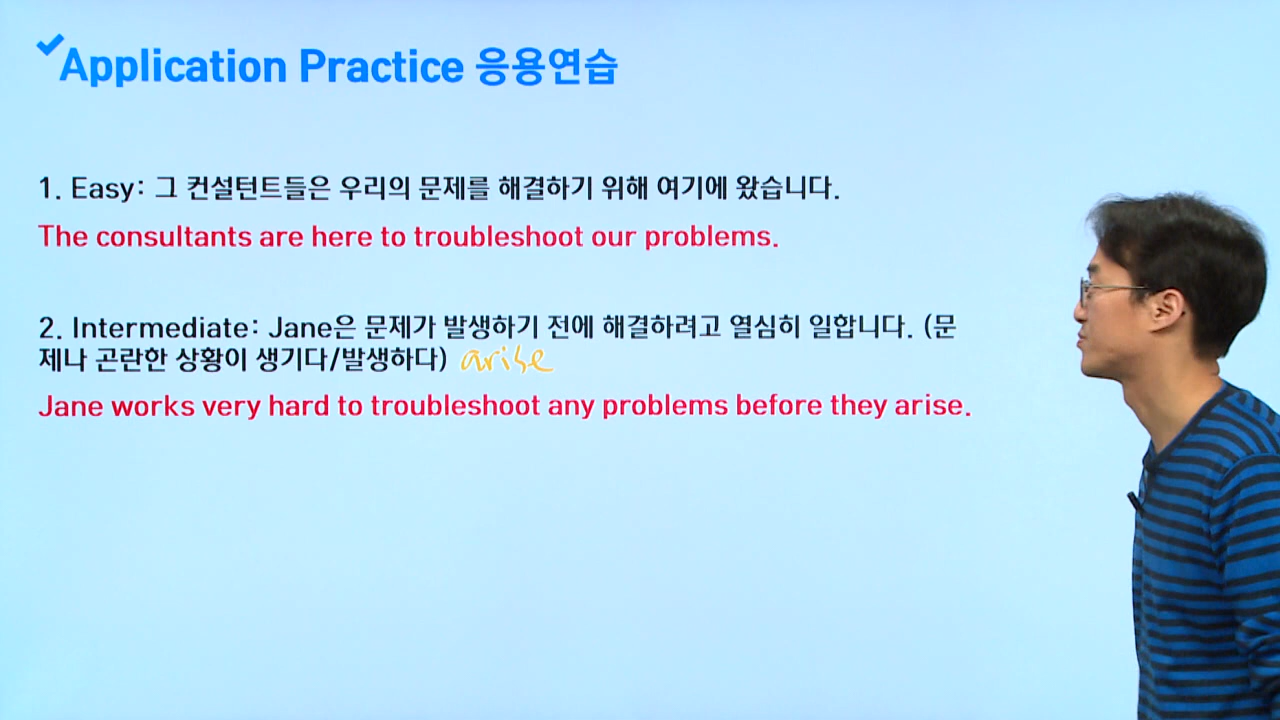 Application Practice 응용연습
1. Easy: 그 컨설턴트들은 우리의 문제를 해결하기 위해 여기에 왔습니다.
The consultants are here to troubleshoot our problems.
2. Intermediate: Jane은 문제가 발생하기 전에 해결하려고 열심히 일합니다. (문
제나 곤란한 상황이 생기다/발생하다) arise
Jane works very hard to troubleshoot any problems before they arise.